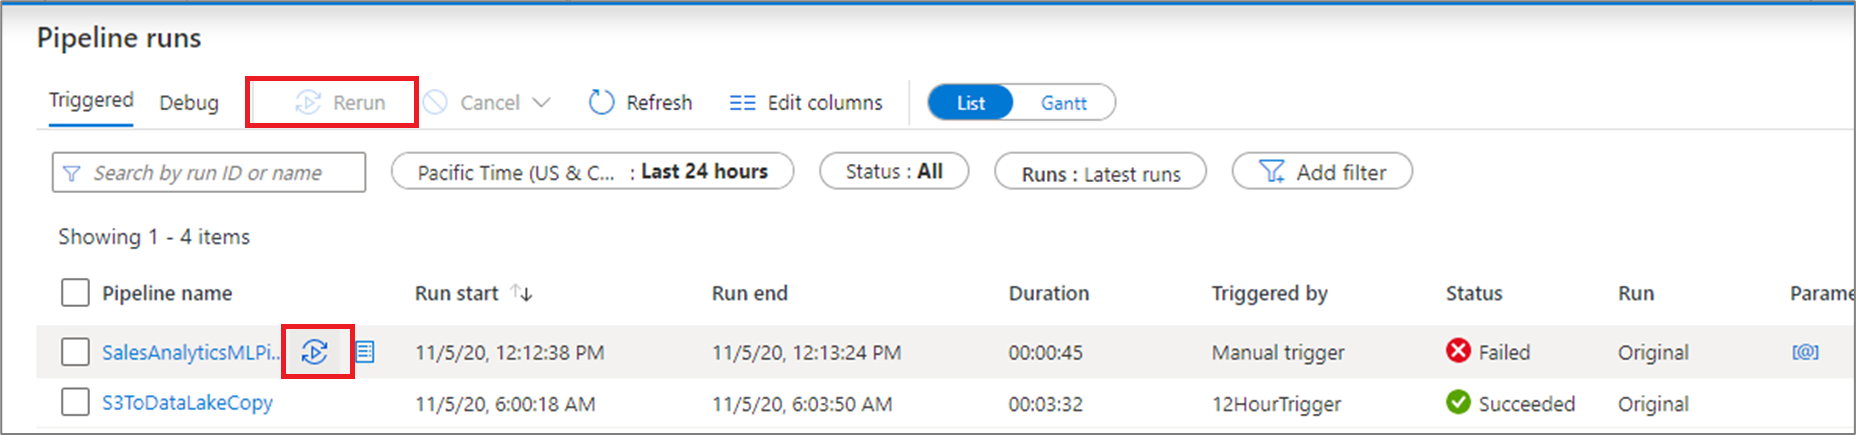 Pipeline runs
Triggered Debug Rerun Cancel Refresh Edit columns List Gantt
Search by run ID or name Pacific Time (US & C... : Last 24 hours Status : All Runs : Latest runs Add filter
Showing 1 - 4 items
Pipeline name Run start Run end Duration Triggered by Status Run Parame
SalesAnalyticsMLPi... 11/5/20, 12:12:38 PM 11/5/20, 12:13:24 PM 00:00:45 Manual trigger Failed Original [@]
S3ToDataLakeCopy 11/5/20, 6:00:18 AM 11/5/20, 6:03:50 AM 00:03:32 12HourTrigger Succeeded Original